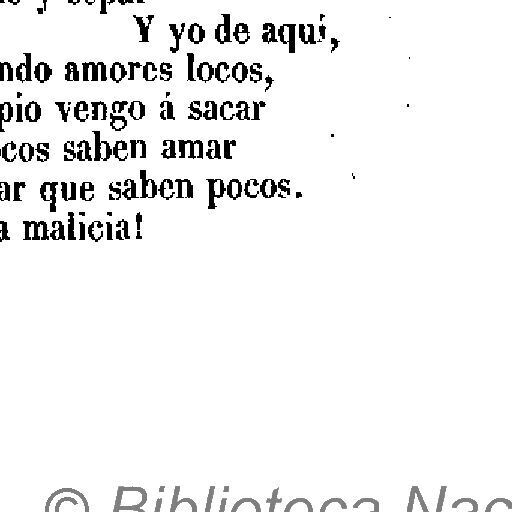 y sepa
Y yo de aquí,
ndo amores locos,
pio vengo á sacar
cos saben amar
ar que saben pocos.
a malicia!
© Biblioteca Nac